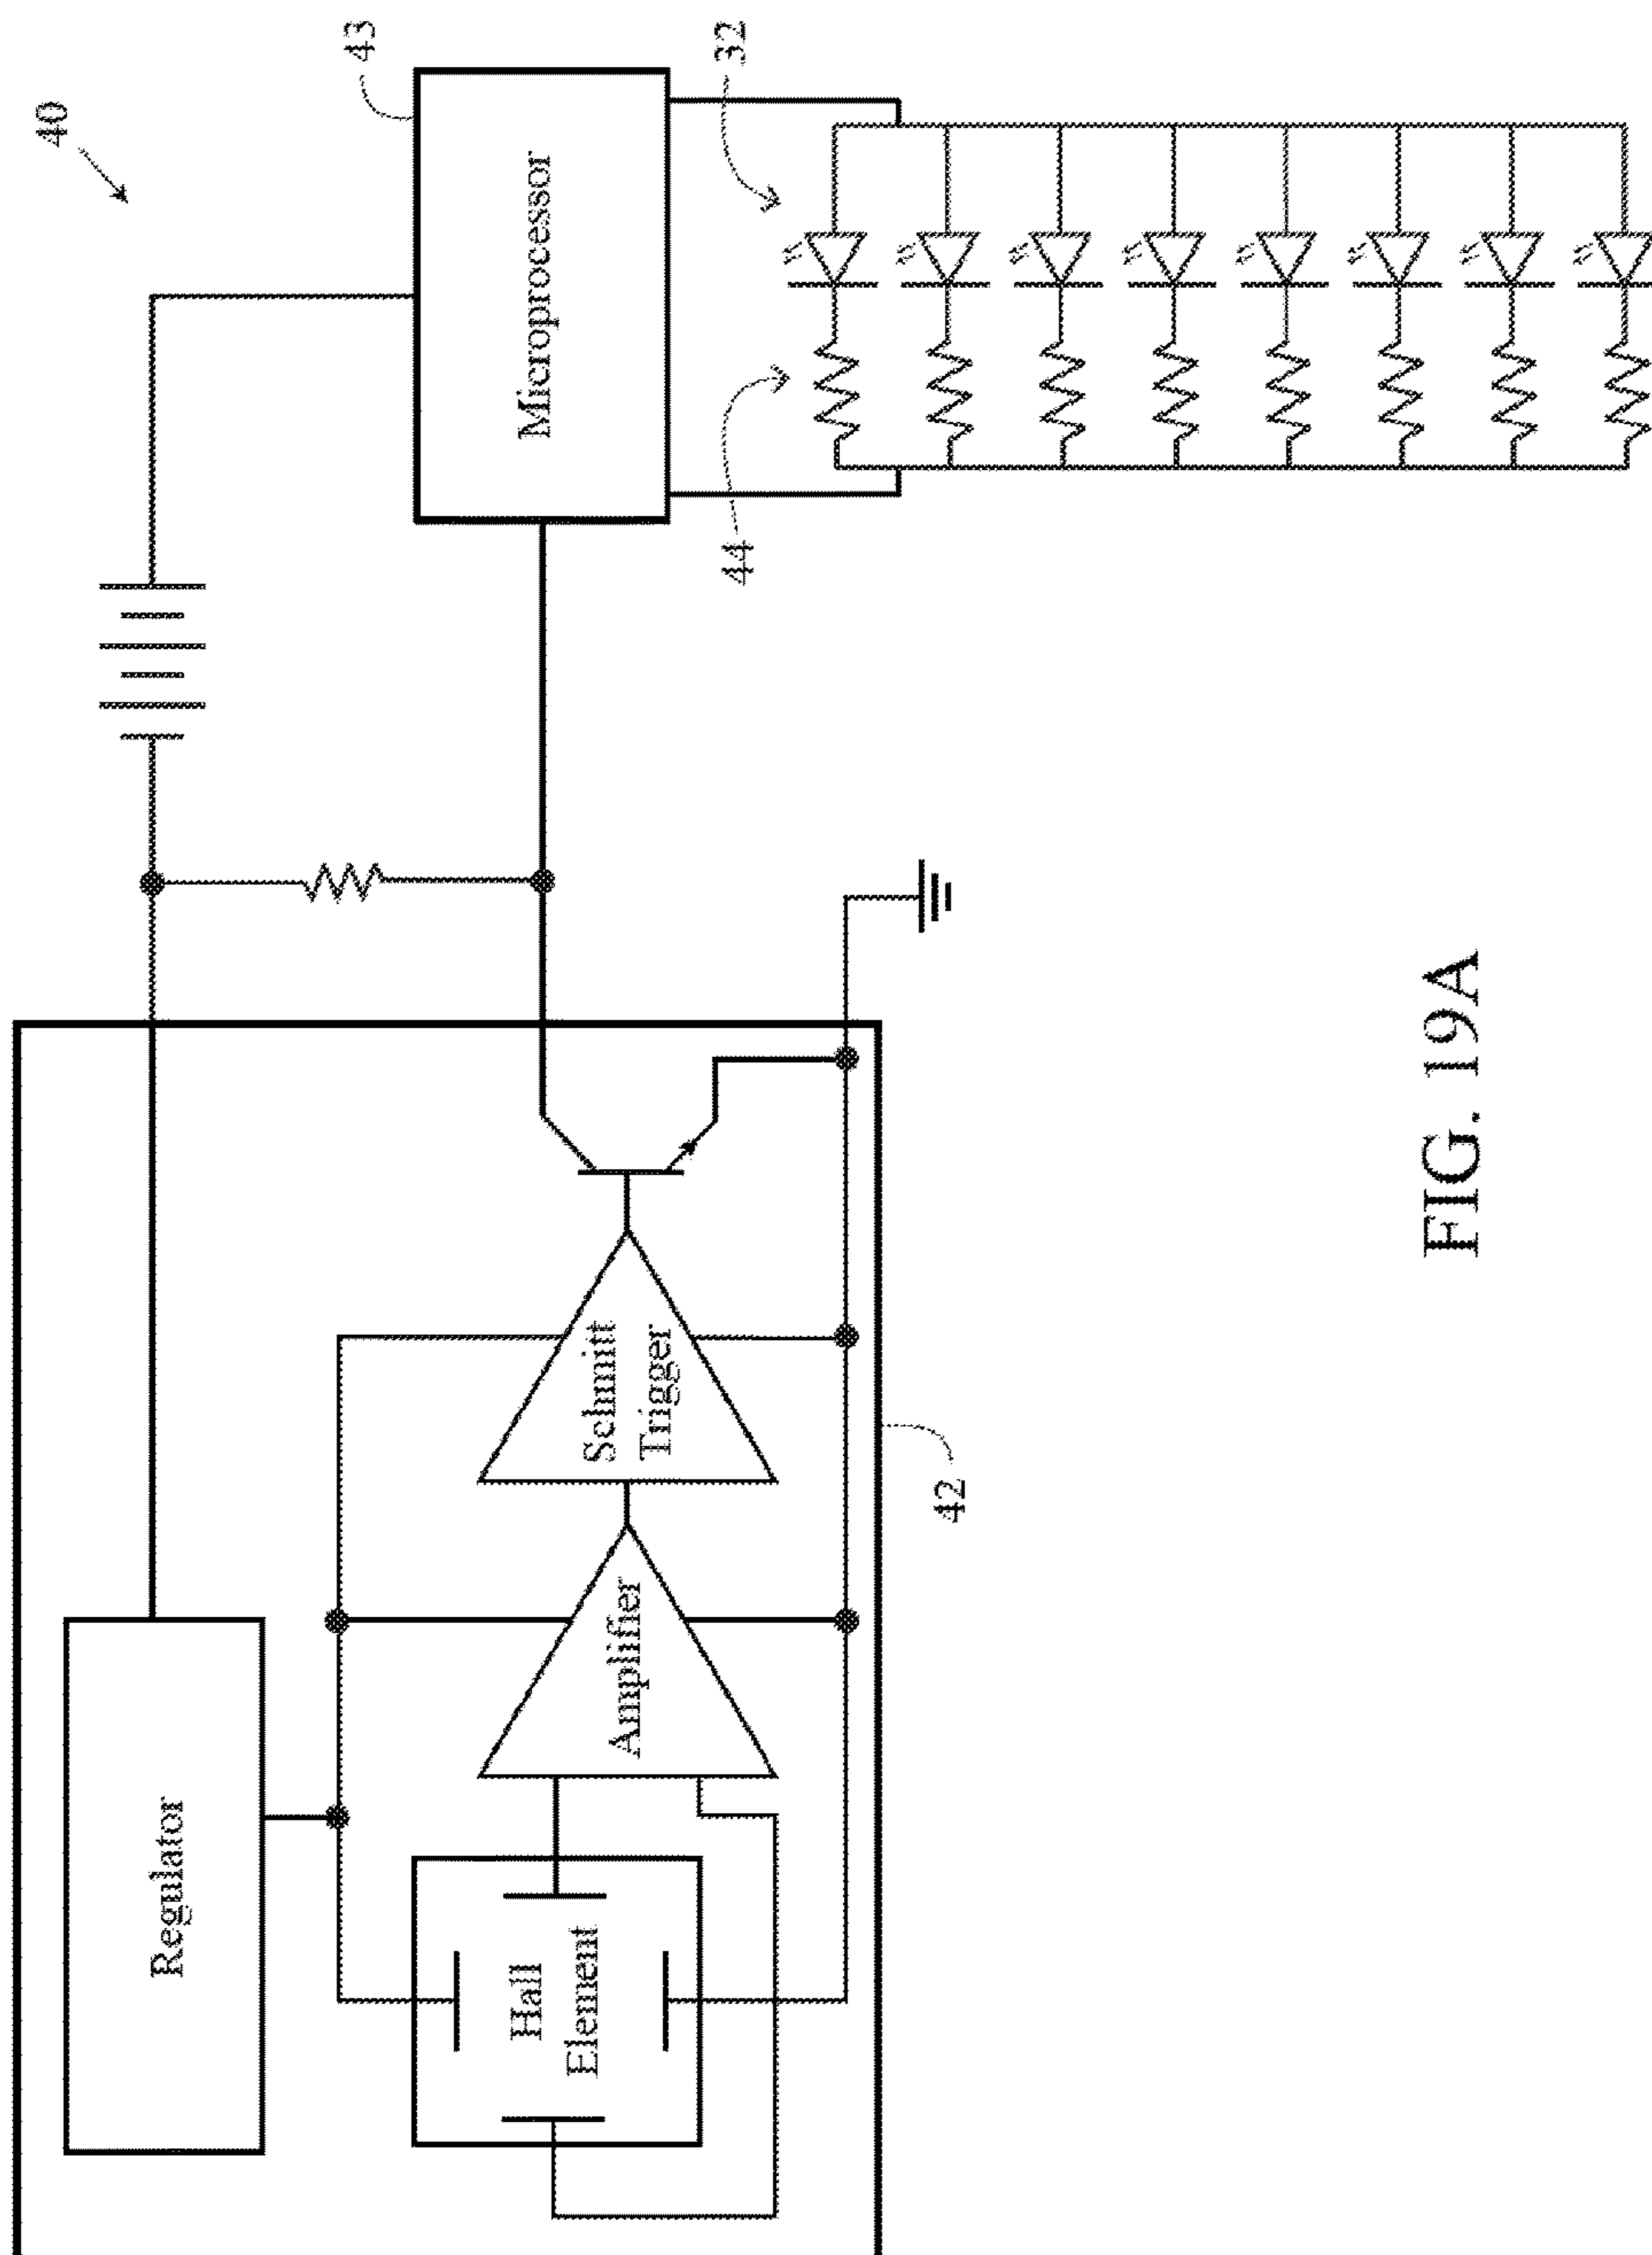 40
43
Microprocessor
32
44
Regulator
Hall
Element
Amplifier
Schmitt
Trigger
42
FIG. 19A